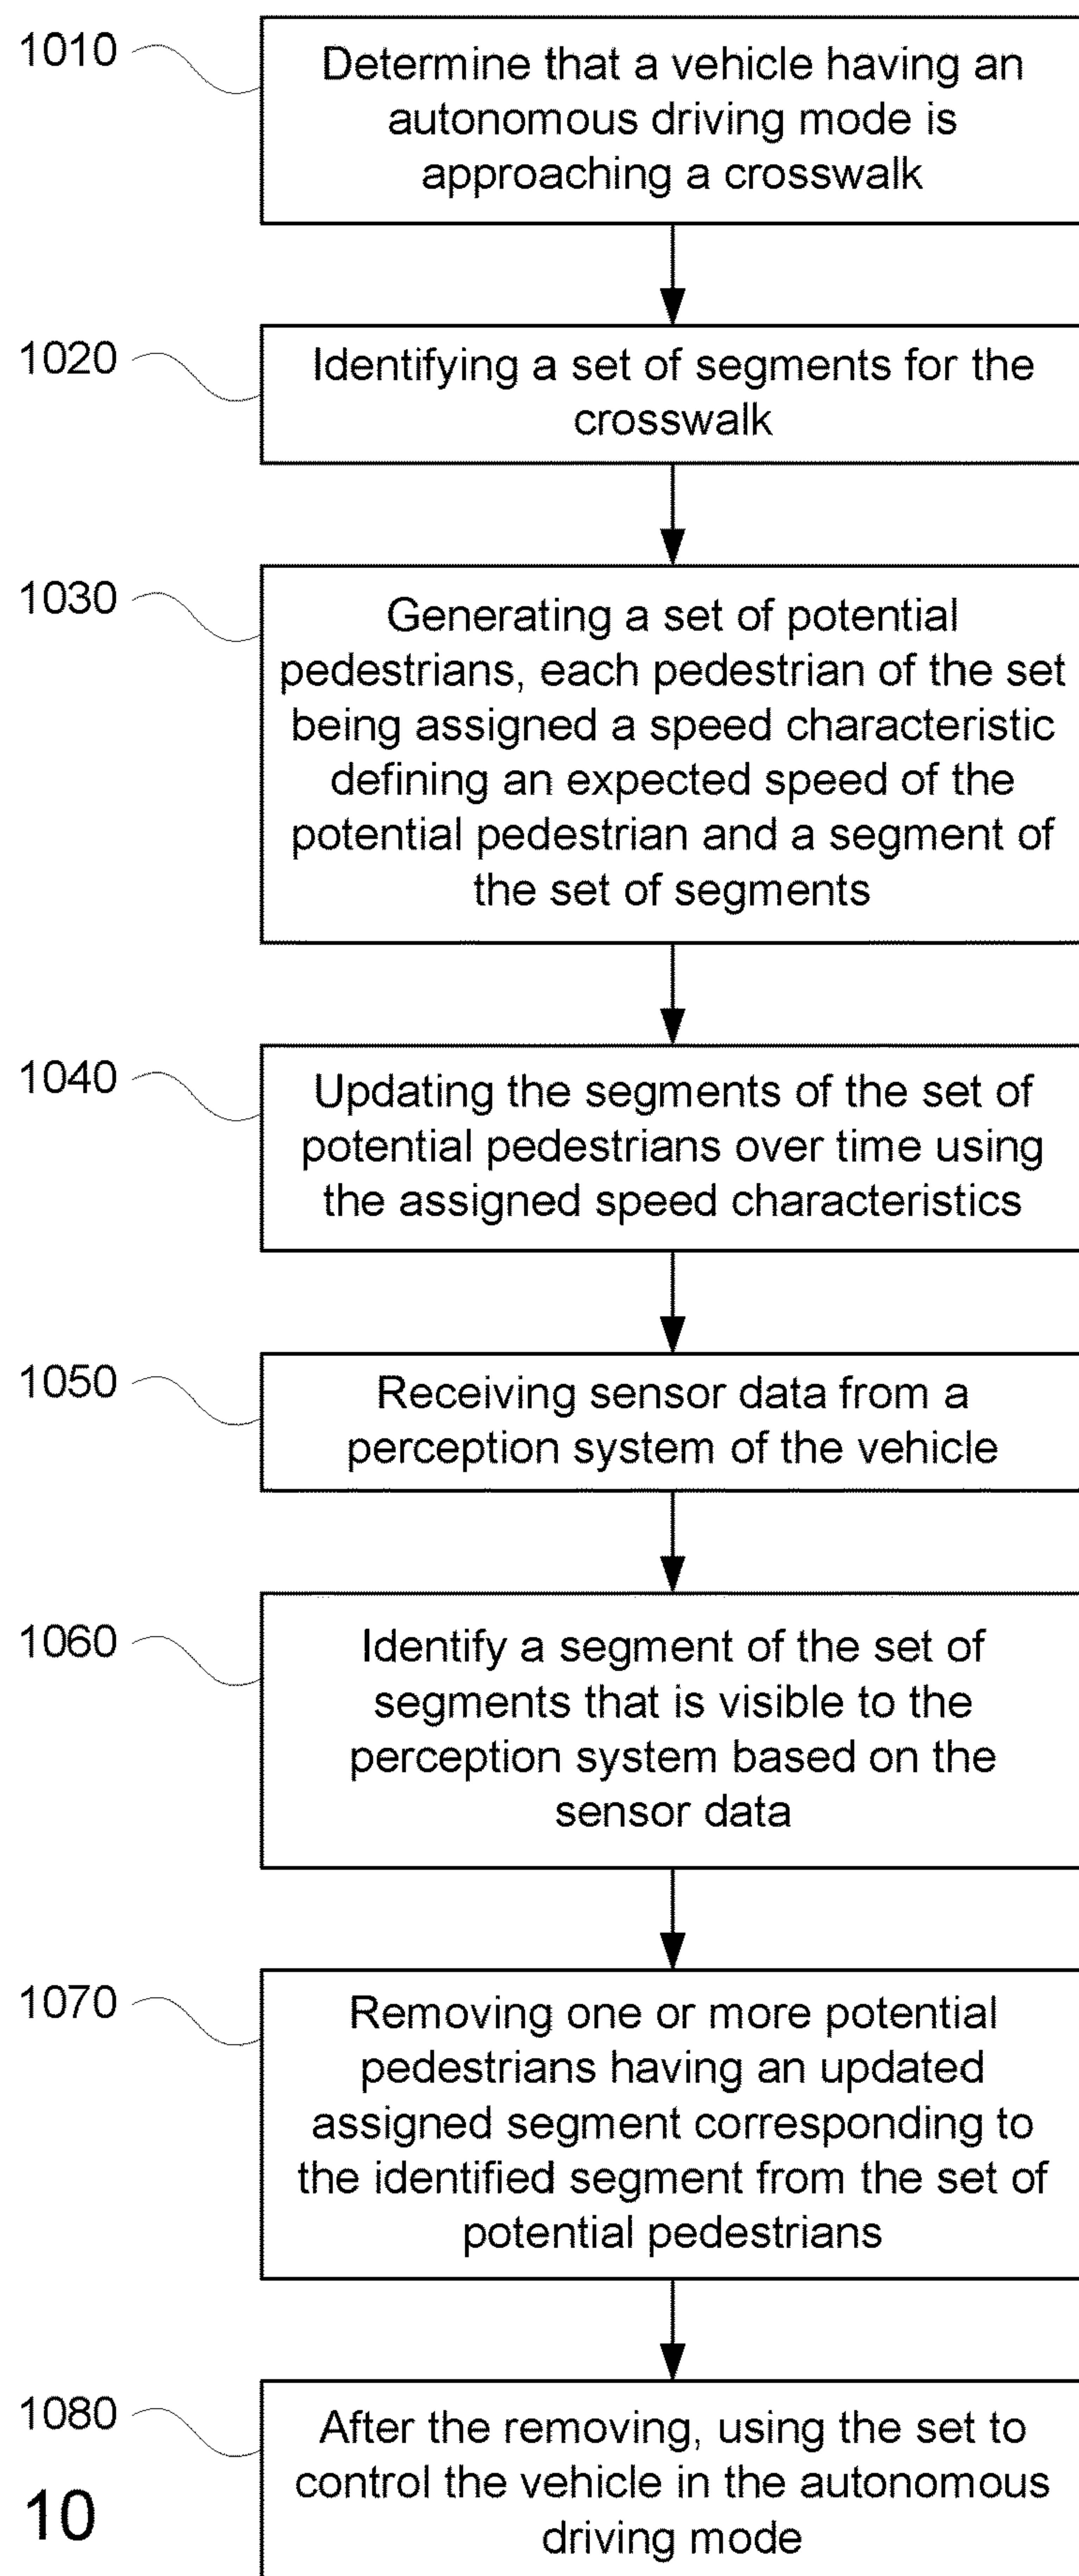 1010
Determine that a vehicle having an
autonomous driving mode is
approaching a crosswalk
1020
Identifying a set of segments for the
crosswalk
1030
Generating a set of potential
pedestrians, each pedestrian of the set
being assigned a speed characteristic
defining an expected speed of the
potential pedestrian and a segment of
the set of segments
1040
Updating the segments of the set of
potential pedestrians over time using
the assigned speed characteristics
1050
Receiving sensor data from a
perception system of the vehicle
1060
Identify a segment of the set of
segments that is visible to the
perception system based on the
sensor data
1070
Removing one or more potential
pedestrians having an updated
assigned segment corresponding to
the identified segment from the set of
potential pedestrians
1080
After the removing, using the set to
control the vehicle in the autonomous
driving mode
10